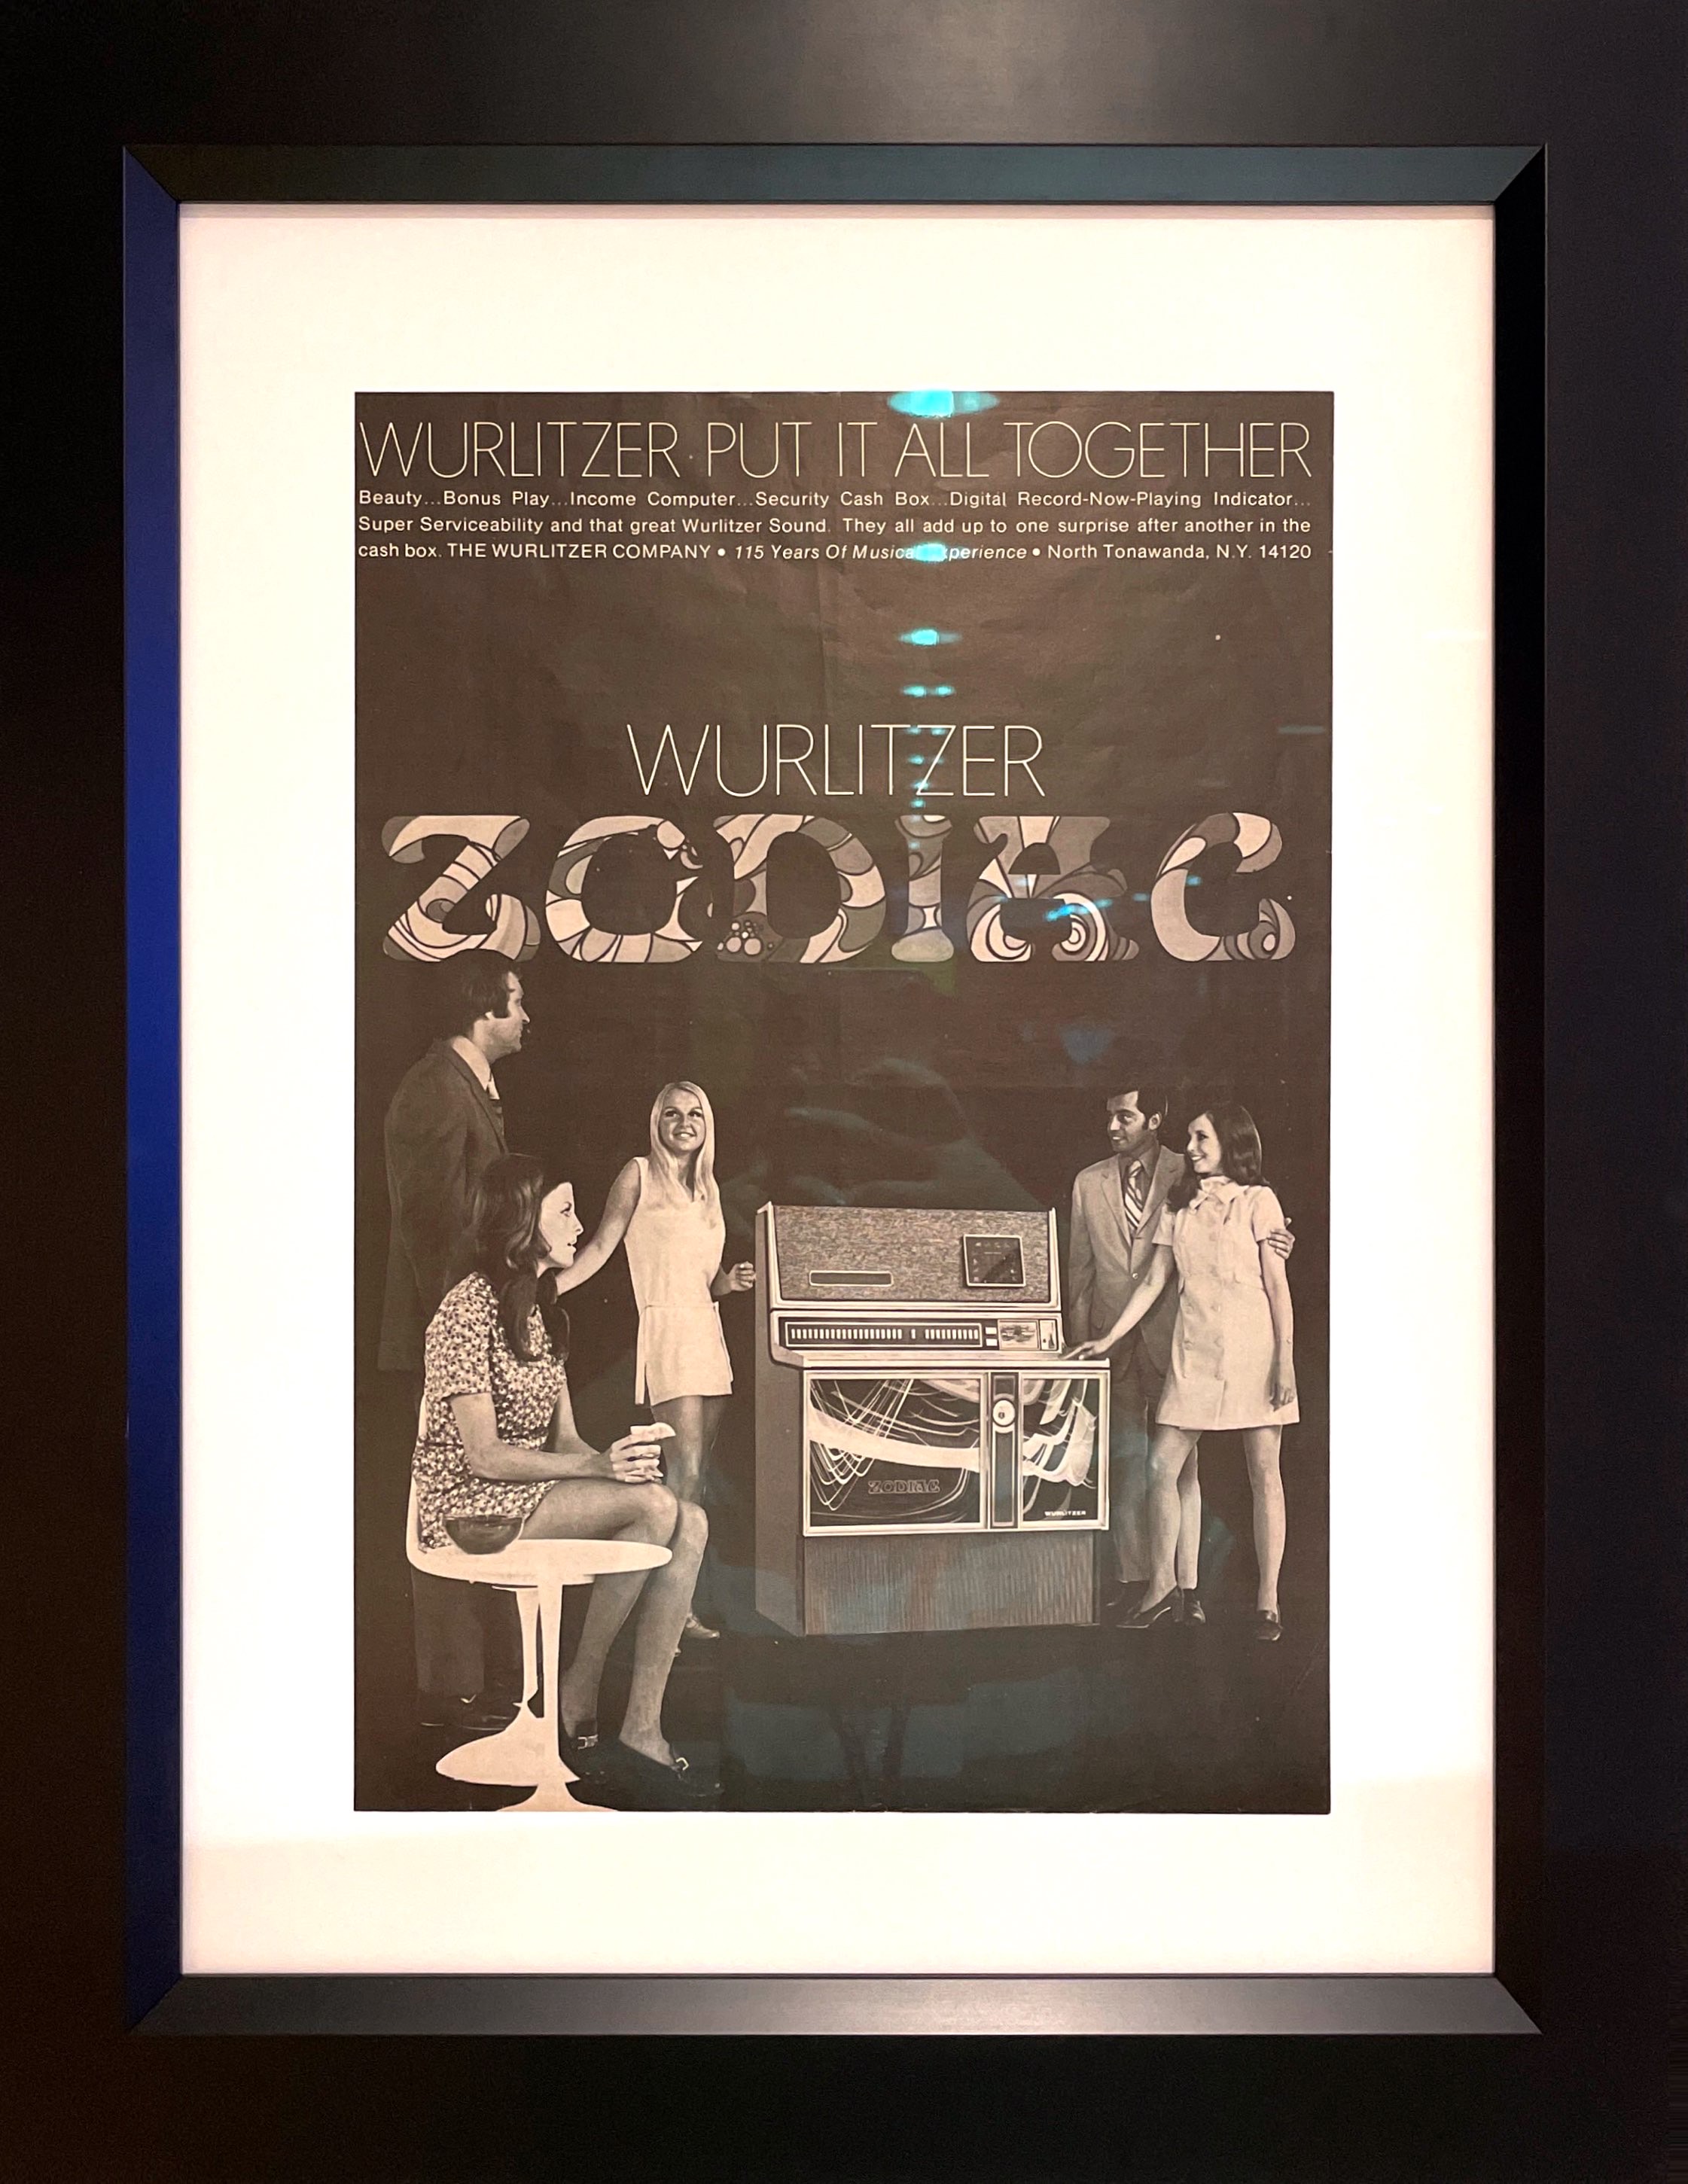 WURLITZER PUT IT ALL TOGETHER
Beauty...Bonus Play...Income Computer...Security Cash Box...Digital Record-Now-Playing Indicator...
Super Serviceability and that great Wurlitzer Sound. They all add up to one surprise after another in the
cash box. THE WURLITZER COMPANY • 115 Years Of Musical Experience • North Tonawanda, N.Y. 14120
WURLITZER
ZODIAC
ZODIAC
WURLITZER